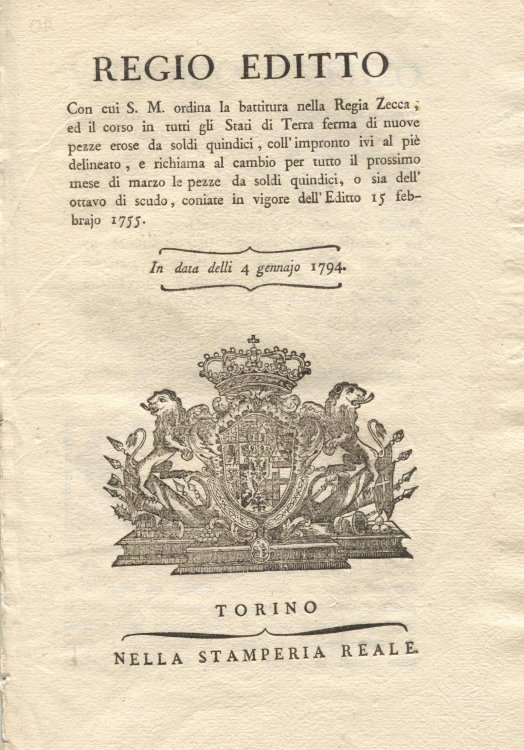 OP
REGIO EDITTO
Con cui S. M. ordina la battitura nella Regia Zecca,
ed il corso in tutti gli Stati di Terra ferma di nuove
pezze erose da soldi quindici, coll' impronto ivi al piè
delineato, e richiama al cambio per tutto il prossimo
mese di marzo le pezze da soldi quindici, o sia dell'
ottavo di scudo, coniate in vigore dell' Editto 15 feb-
brajo 1755.
In data delli 4 gennajo 1794.
TORINO
NELLA STAMPERIA REALE.